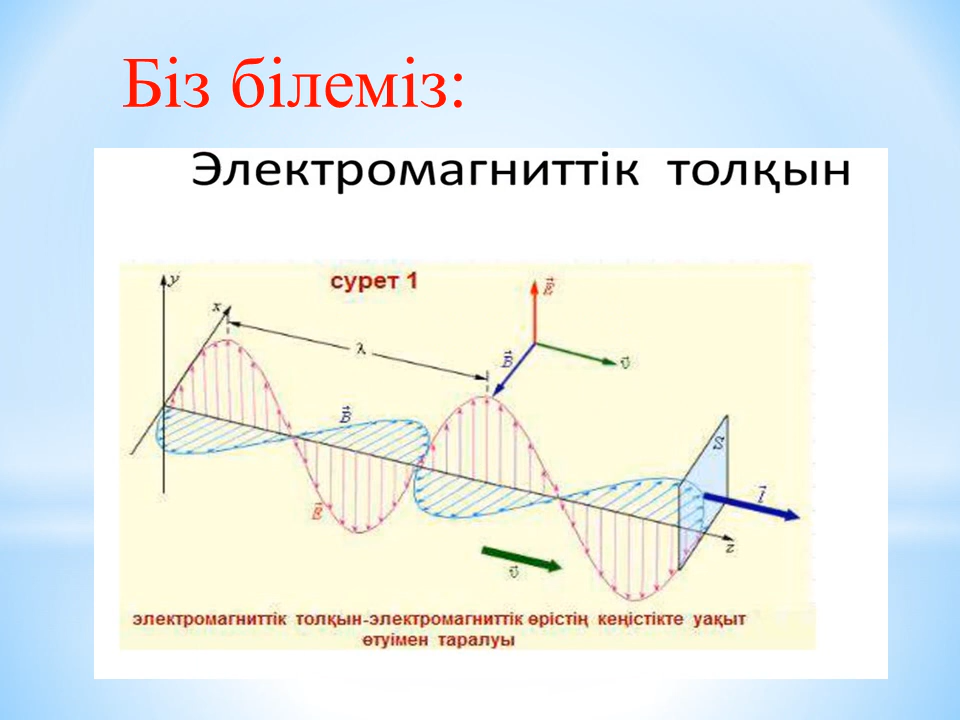 Біз білеміз:
Электромагниттік толқын
сурет 1
y
x
λ
E
B
υ
B
S
I
E
z
υ
электромагниттік толқын-электромагниттік өрістің кеңістікте уақыт
өтуімен таралуы